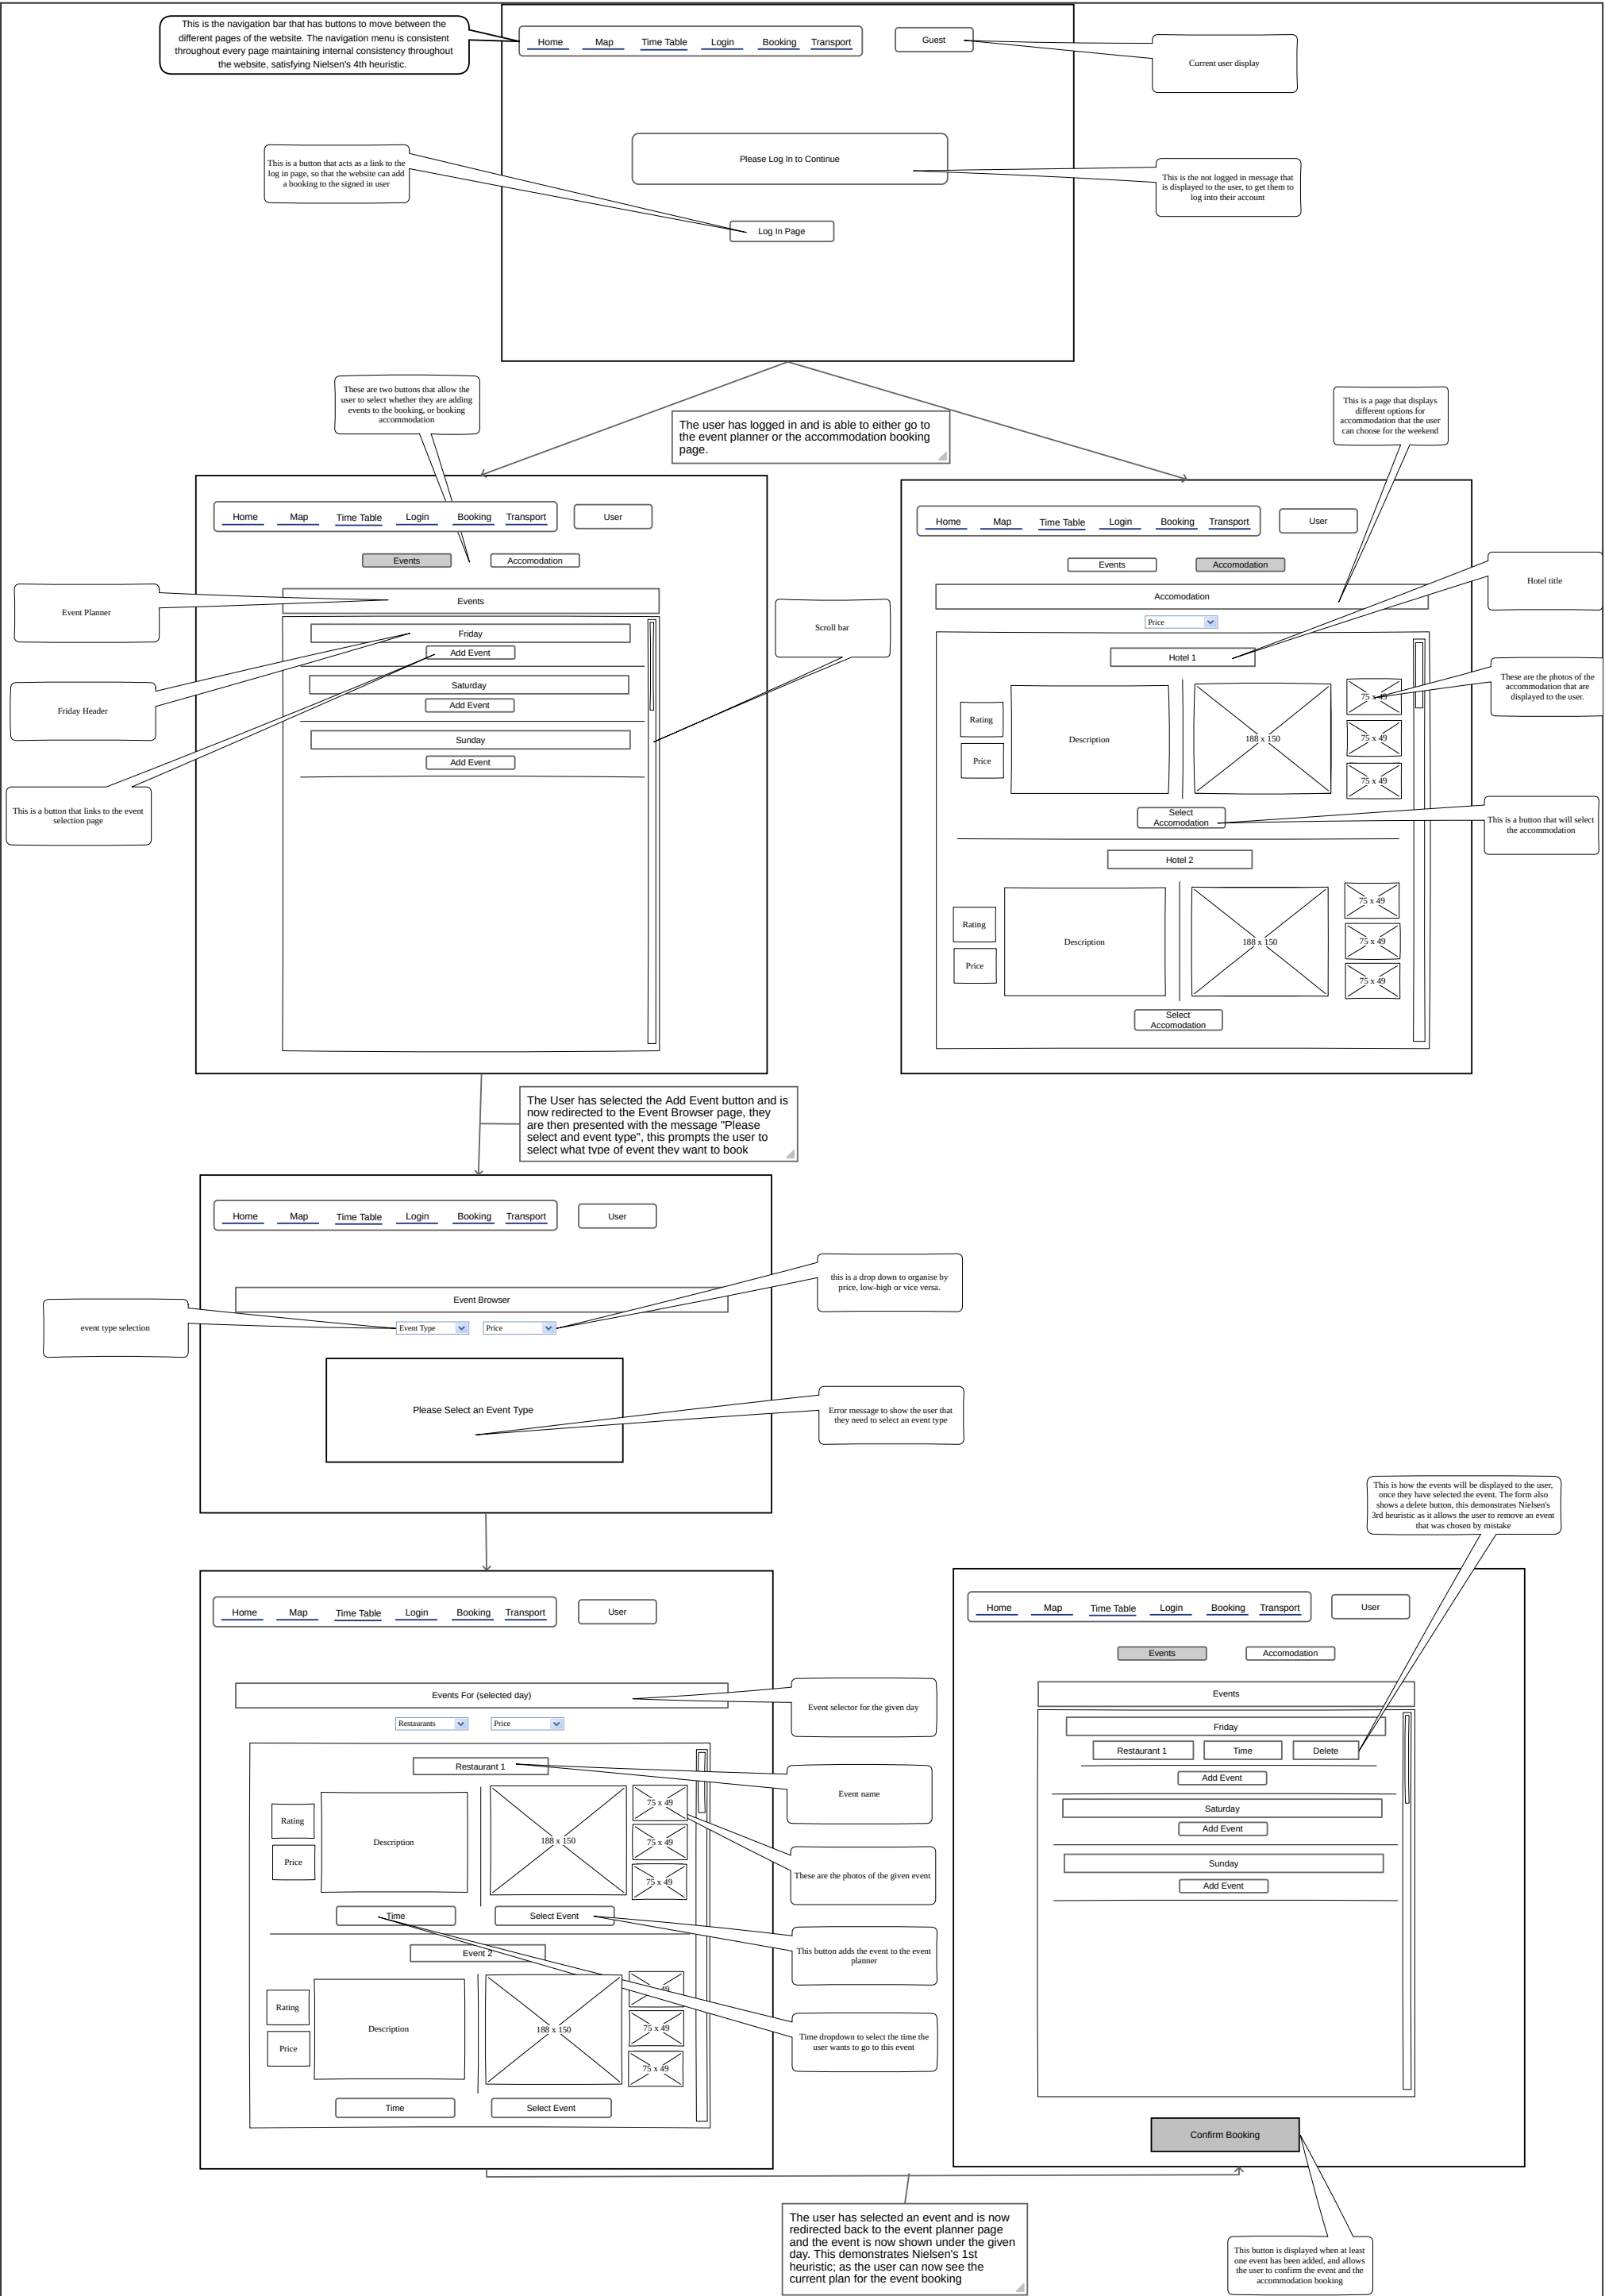 This is the navigation bar that has buttons to move between the
different pages of the website. The navigation menu is consistent
throughout every page maintaining internal consistency throughout
the website, satisfying Nielsen's 4th heuristic.
Home Map Time Table Login Booking Transport
Guest
Current user display
Please Log In to Continue
This is a button that acts as a link to the
log in page, so that the website can add
a booking to the signed in user
This is the not logged in message that
is displayed to the user, to get them to
log into their account
Log In Page
These are two buttons that allow the
user to select whether they are adding
events to the booking, or booking
accommodation
The user has logged in and is able to either go to
the event planner or the accommodation booking
page.
This is a page that displays
different options for
accommodation that the user
can choose for the weekend
Home Map Time Table Login Booking Transport
User
Events
Accomodation
Event Planner
Events
Friday
Add Event
Saturday
Add Event
Sunday
Add Event
Scroll bar
Friday Header
This is a button that links to the event
selection page
Home Map Time Table Login Booking Transport
User
Events
Accomodation
Accomodation
Price
Hotel title
Hotel 1
Rating
Price
Description
188 x 150
75 x 49
75 x 49
75 x 49
These are the photos of the
accommodation that are
displayed to the user.
Select
Accomodation
This is a button that will select
the accommodation
Hotel 2
Rating
Price
Description
188 x 150
75 x 49
75 x 49
75 x 49
Select
Accomodation
The User has selected the Add Event button and is
now redirected to the Event Browser page, they
are then presented with the message "Please
select and event type", this prompts the user to
select what type of event they want to book
Home Map Time Table Login Booking Transport
User
Event Browser
Event Type
Price
event type selection
this is a drop down to organise by
price, low-high or vice versa.
Please Select an Event Type
Error message to show the user that
they need to select an event type
This is how the events will be displayed to the user,
once they have selected the event. The form also
shows a delete button, this demonstrates Nielsen's
3rd heuristic as it allows the user to remove an event
that was chosen by mistake
Home Map Time Table Login Booking Transport
User
Events For (selected day)
Restaurants
Price
Event selector for the given day
Restaurant 1
Event name
Rating
Price
Description
188 x 150
75 x 49
75 x 49
75 x 49
These are the photos of the given event
Time
Select Event
This button adds the event to the event
planner
Event 2
Rating
Price
Description
188 x 150
49
75 x 49
75 x 49
Time dropdown to select the time the
user wants to go to this event
Time
Select Event
Home Map Time Table Login Booking Transport
User
Events
Accomodation
Events
Friday
Restaurant 1
Time
Delete
Add Event
Saturday
Add Event
Sunday
Add Event
Confirm Booking
The user has selected an event and is now
redirected back to the event planner page
and the event is now shown under the given
day. This demonstrates Nielsen's 1st
heuristic; as the user can now see the
current plan for the event booking
This button is displayed when at least
one event has been added, and allows
the user to confirm the event and the
accommodation booking